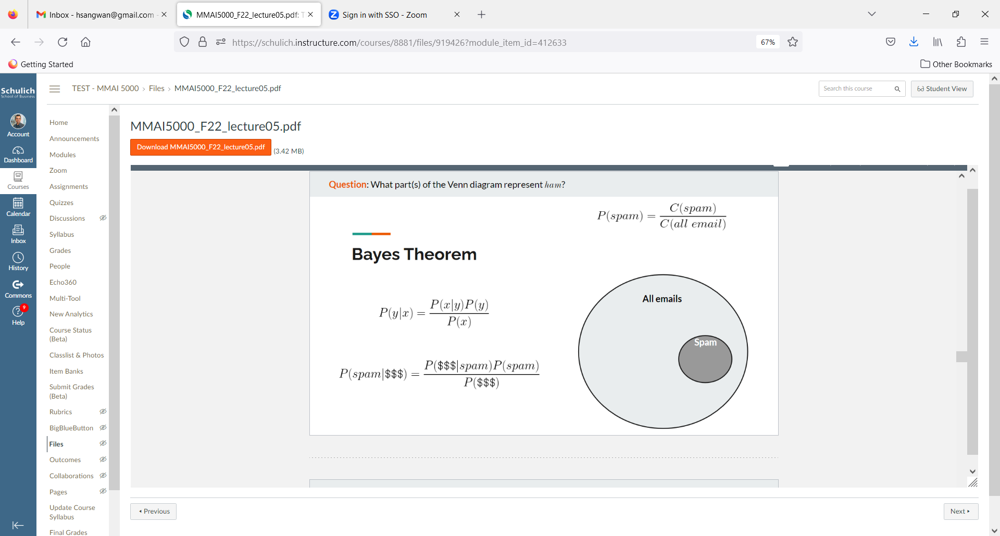 Inbox - hsangwan@gmail.com -
MMAI5000_F22_lecture05.pdf: T
Sign in with SSO - Zoom
https://schulich.instructure.com/courses/8881/files/919426?module_item_id=412633
67%
Getting Started
Other Bookmarks
Schulich
School of Business
Account
Dashboard
Courses
Calendar
Inbox
History
Commons
9
Help
TEST - MMAI 5000 › Files › MMAI5000_F22_lecture05.pdf
Search this course
Student View
Home
Announcements
Modules
Zoom
Assignments
Quizzes
Discussions
Syllabus
Grades
People
Echo360
Multi-Tool
New Analytics
Course Status
(Beta)
Classlist & Photos
Item Banks
Submit Grades
(Beta)
Rubrics
BigBlueButton
Files
Outcomes
Collaborations
Pages
Update Course
Syllabus
Final Grades
MMAI5000_F22_lecture05.pdf
Download MMAI5000_F22_lecture05.pdf (3.42 MB)
Question: What part(s) of the Venn diagram represent ham?
P(spam) = C(spam) / C(all email)
Bayes Theorem
P(y|x) = P(x|y)P(y) / P(x)
P(spam|$$$) = P($$$|spam)P(spam) / P($$$)
All emails
Spam
Previous
Next